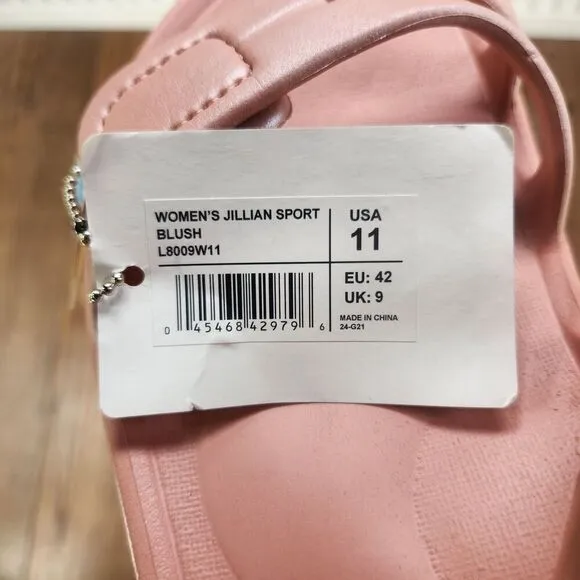 WOMEN'S JILLIAN SPORT
BLUSH
L8009W11
USA
11
EU: 42
UK: 9
MADE IN CHINA
24-G21
0 45468 42979 6